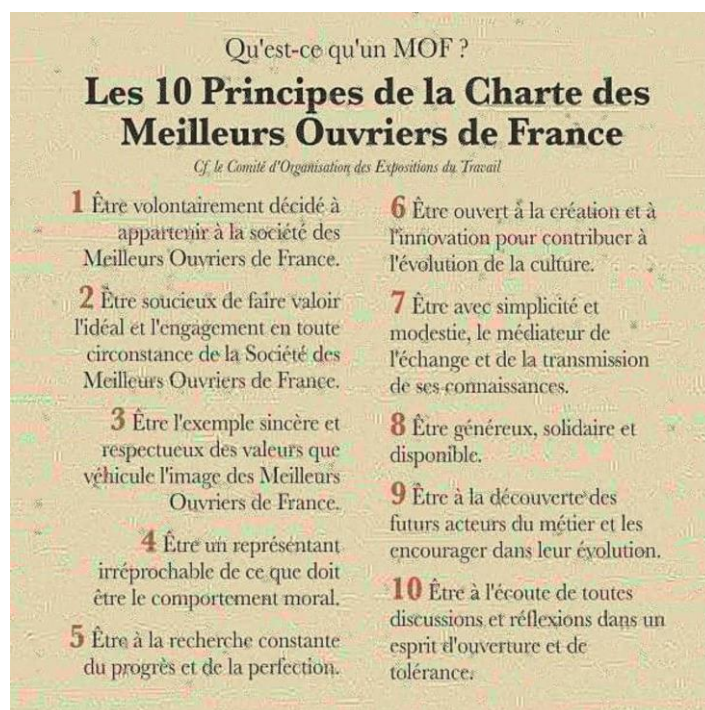 Qu'est-ce qu'un MOF ?
Les 10 Principes de la Charte des
Meilleurs Ouvriers de France
Cf. le Comité d'Organisation des Expositions du Travail
1 Être volontairement décidé à
appartenir à la société des
Meilleurs Ouvriers de France.
2 Être soucieux de faire valoir
l'idéal et l'engagement en toute
circonstance de la Société des
Meilleurs Ouvriers de France.
3 Être l'exemple sincère et
respectueux des valeurs que
véhicule l'image des Meilleurs
Ouvriers de France.
4 Être un représentant
irréprochable de ce que doit
être le comportement moral.
5 Être à la recherche constante
du progrès et de la perfection.
6 Être ouvert à la création et à
l'innovation pour contribuer à
l'évolution de la culture.
7 Être avec simplicité et
modestie, le médiateur de
l'échange et de la transmission
de ses connaissances.
8 Être généreux, solidaire et
disponible.
9 Être à la découverte des
futurs acteurs du métier et les
encourager dans leur évolution.
10 Être à l'écoute de toutes
discussions et réflexions dans un
esprit d'ouverture et de
tolérance.